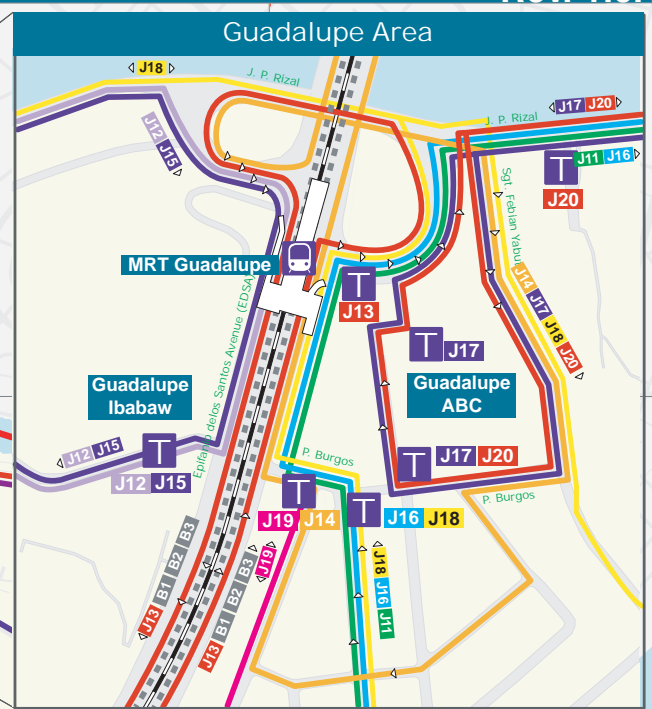 Guadalupe Area
J18
J. P. Rizal
J. P. Rizal
J17 J20
J12 J15
T
J11 J16
J20
Sgt. Febian Yabu
MRT Guadalupe
T
J13
J14 J17 J18 J20
Epifanio delos Santos Avenue (EDSA)
T
J17
Guadalupe
Ibabaw
Guadalupe
ABC
J12 J15
T
J12 J15
P. Burgos
T
J17 J20
P. Burgos
T
J19 J14
T
J16 J18
J13 B1 B2 B3
J13 B1 B2 B3
J19
J18
J16
J11